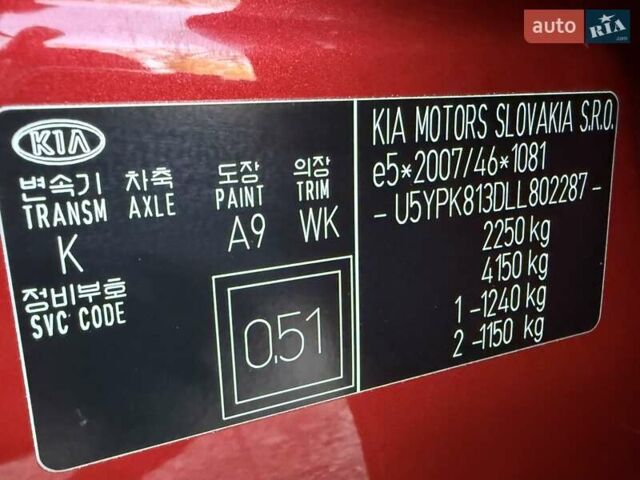 auto RIA .com
KIA
변속기 차축 도장 의장
TRANSM AXLE PAINT TRIM
K A9 WK
정비부호
SVC CODE
0.51
KIA MOTORS SLOVAKIA S.R.O.
e5*2007/46*1081
- U5YPK813DLL802287 -
2250 kg
4150 kg
1 -1240 kg
2 -1150 kg